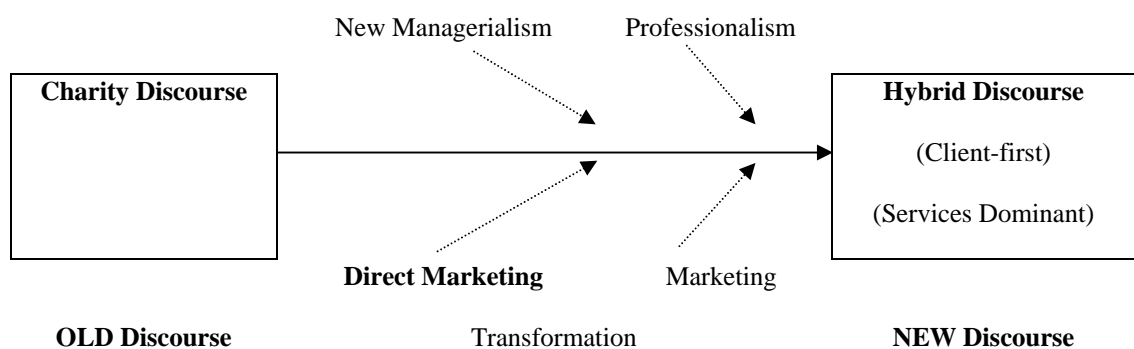 New Managerialism Professionalism
Charity Discourse
Hybrid Discourse
(Client-first)
(Services Dominant)
Direct Marketing Marketing
OLD Discourse Transformation NEW Discourse